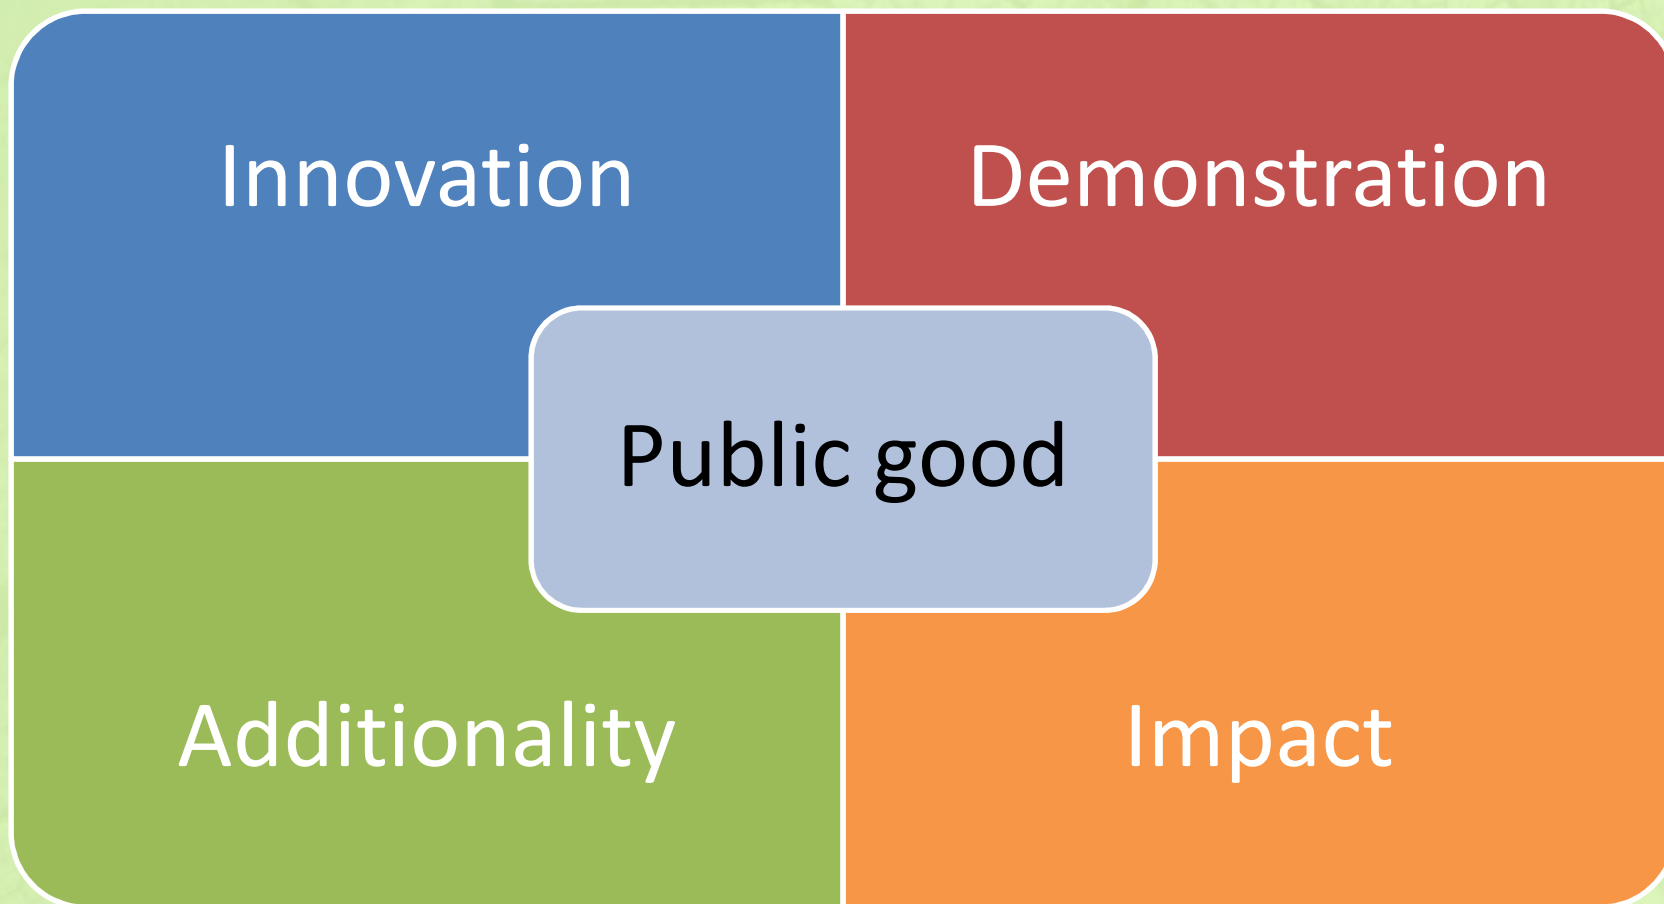 Innovation
Demonstration
Public good
Additionality
Impact